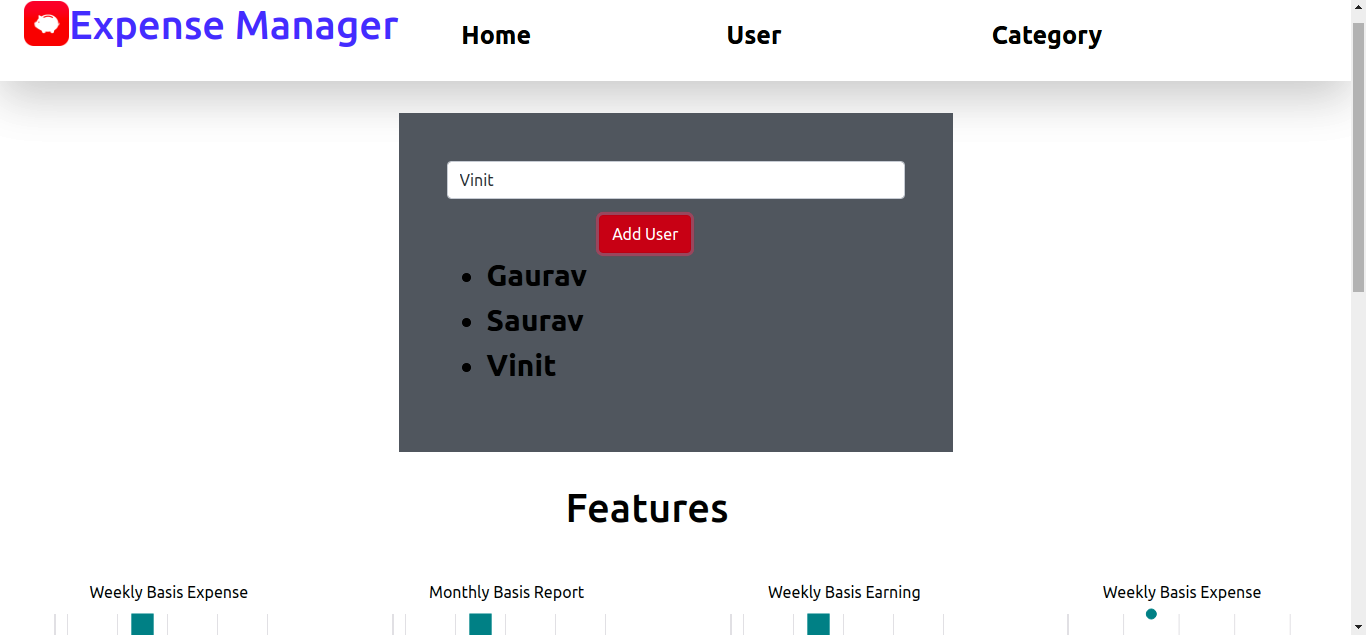 Expense Manager
Home User Category
Vinit
Add User
Gaurav
Saurav
Vinit
Features
Weekly Basis Expense Monthly Basis Report Weekly Basis Earning Weekly Basis Expense